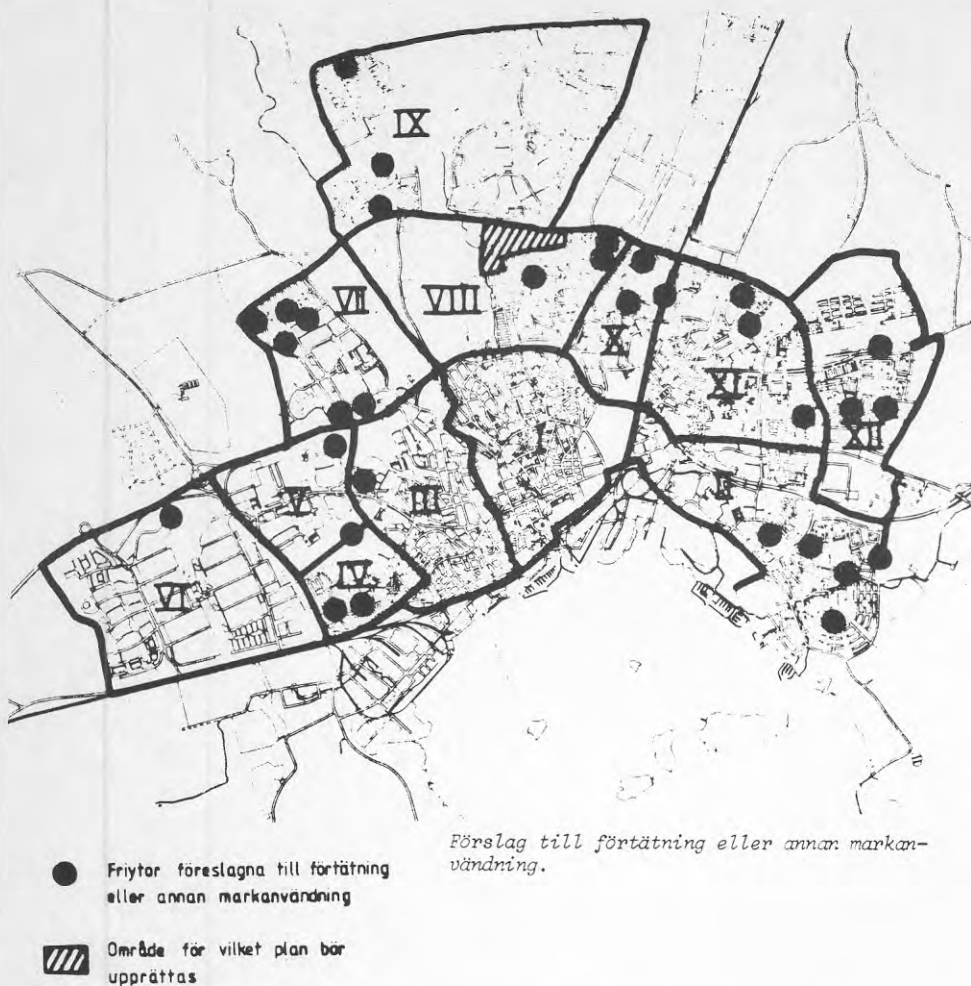 IX
VII
VIII
X
XI
XII
I
II
III
V
IV
VI
Förslag till förtätning eller annan markan-
vändning.
Friytor föreslagna till förtätning
eller annan markanvändning
Område för vilket plan bör
upprättas